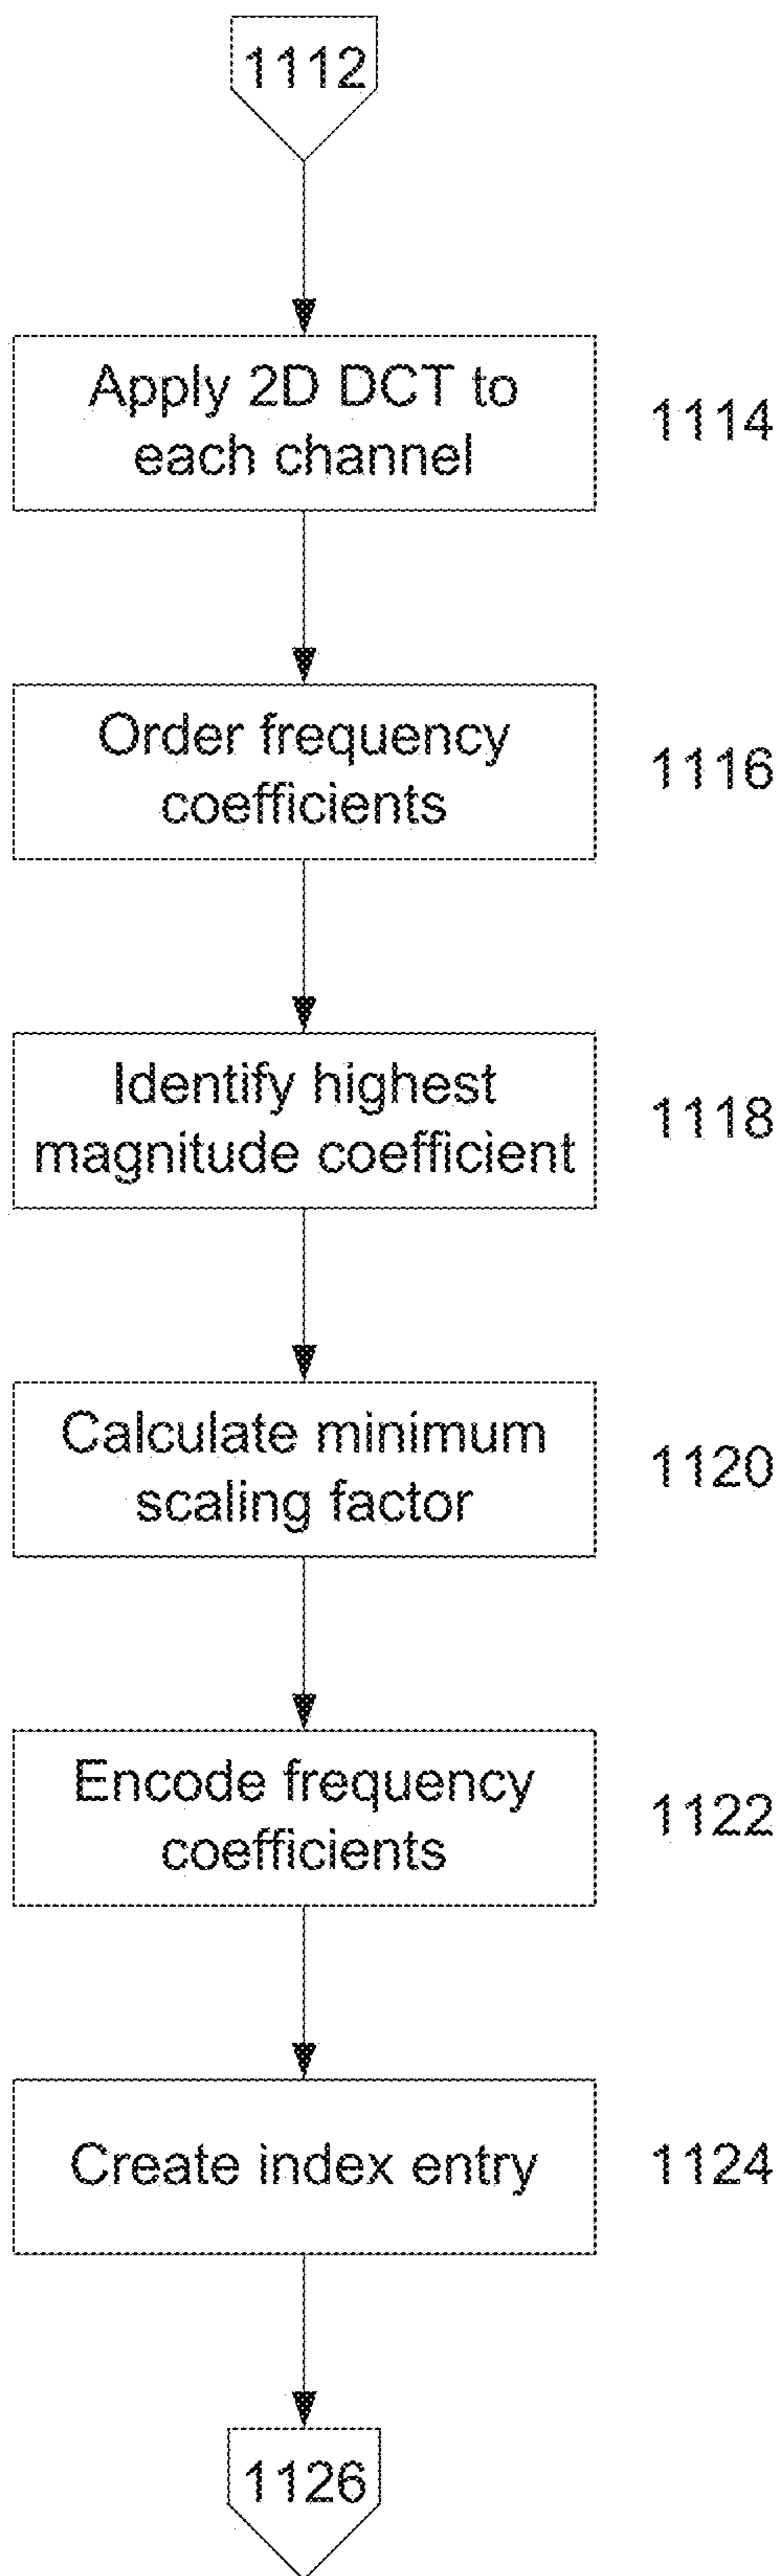 1112
Apply 2D DCT to
each channel
1114
Order frequency
coefficients
1116
Identify highest
magnitude coefficient
1118
Calculate minimum
scaling factor
1120
Encode frequency
coefficients
1122
Create index entry
1124
1126